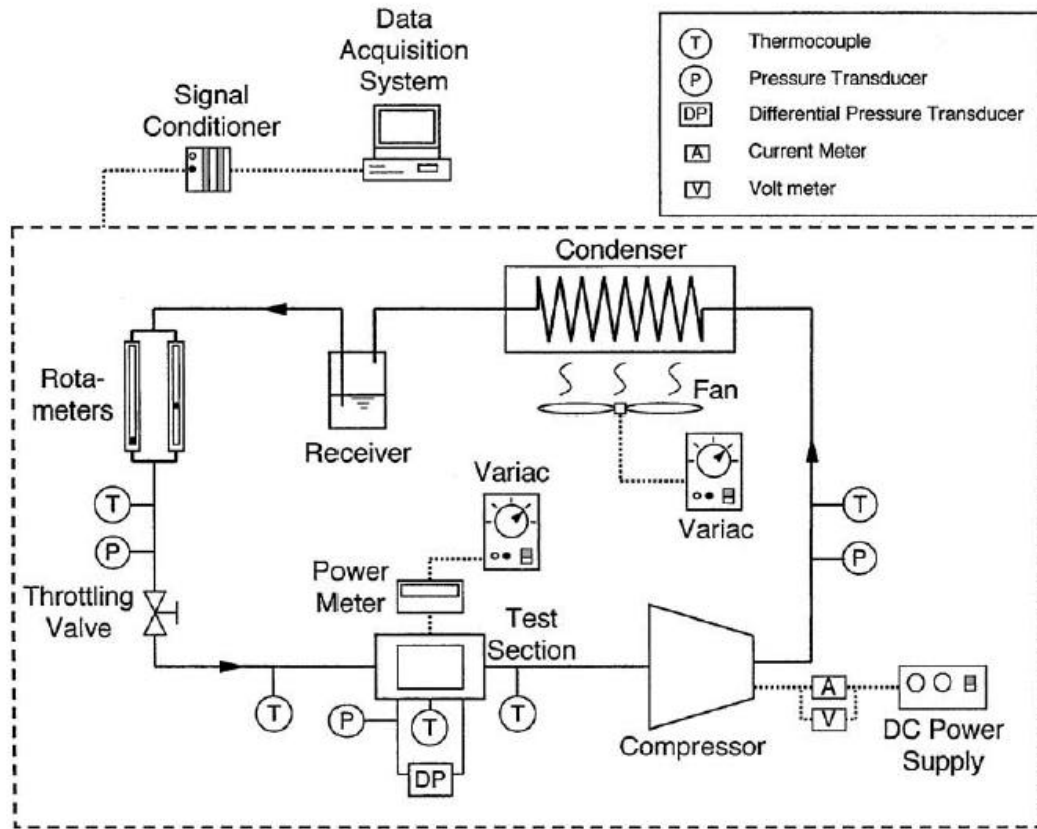 Data
Acquisition
System
Signal
Conditioner
T Thermocouple
P Pressure Transducer
DP Differential Pressure Transducer
A Current Meter
V Volt meter
Condenser
Rota-
meters
Receiver
Fan
Variac
Variac
T
P
T
P
Throttling
Valve
Power
Meter
Test
Section
T
P
T
T
DP
Compressor
A
V
DC Power
Supply